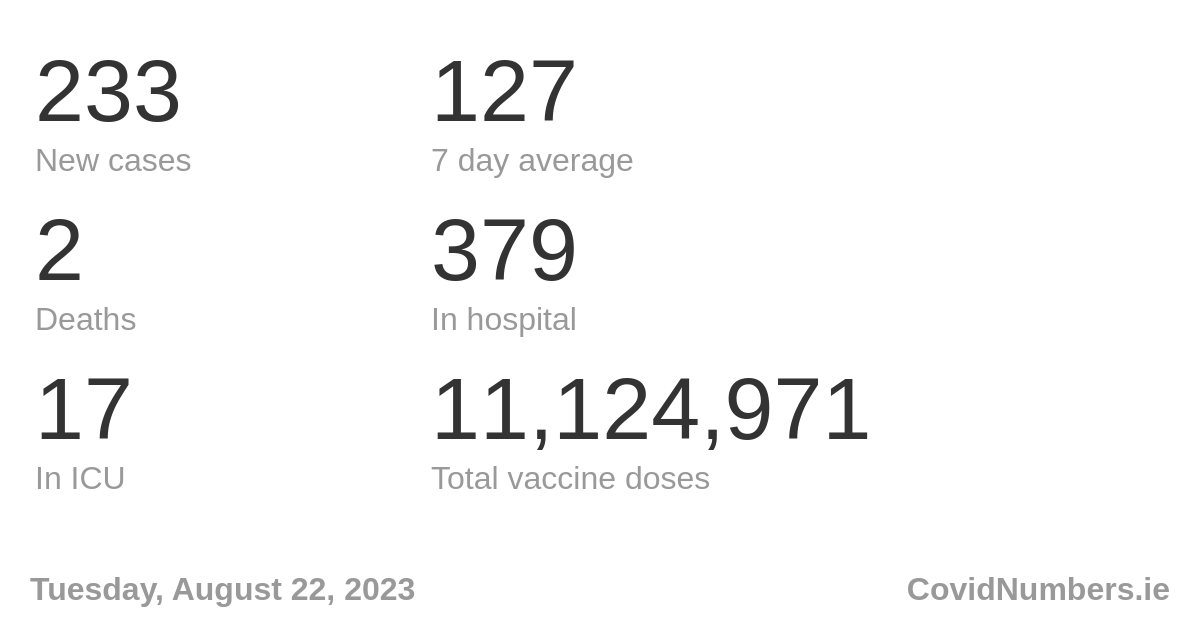 233
127
New cases
7 day average
2
379
Deaths
In hospital
17
11,124,971
In ICU
Total vaccine doses
Tuesday, August 22, 2023
CovidNumbers.ie